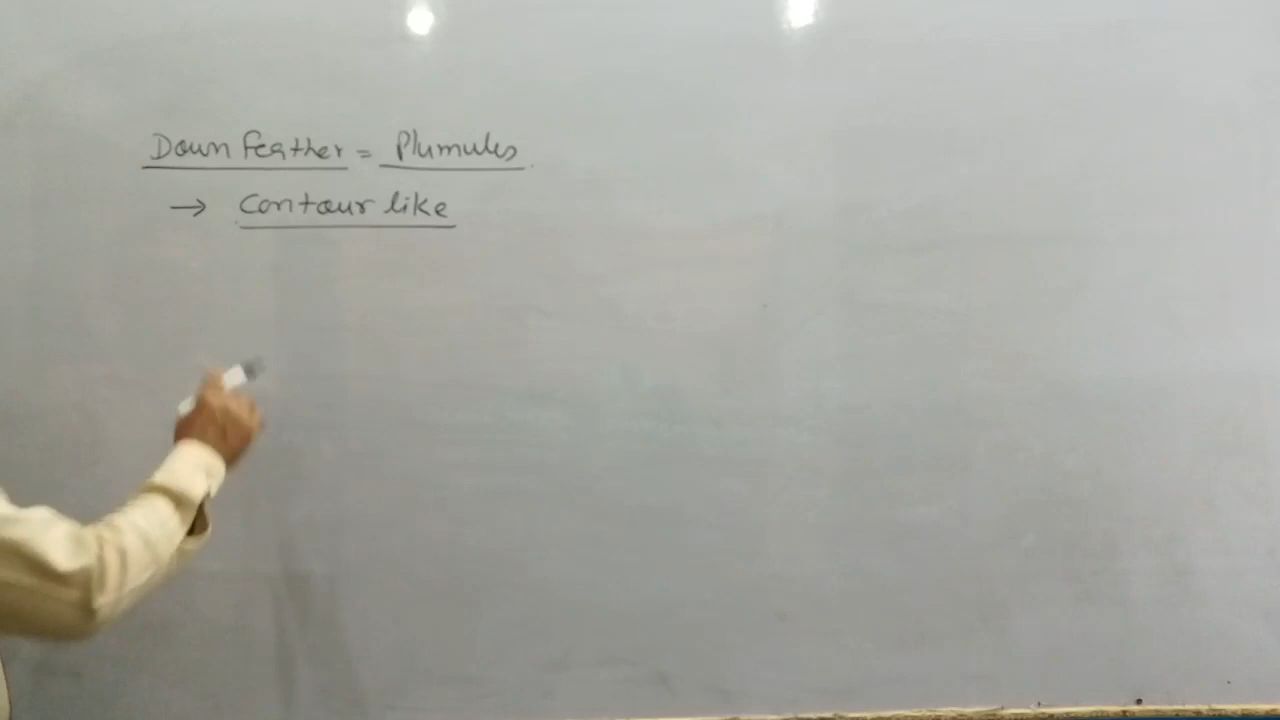 Down feather = Plumules
→ Contour like